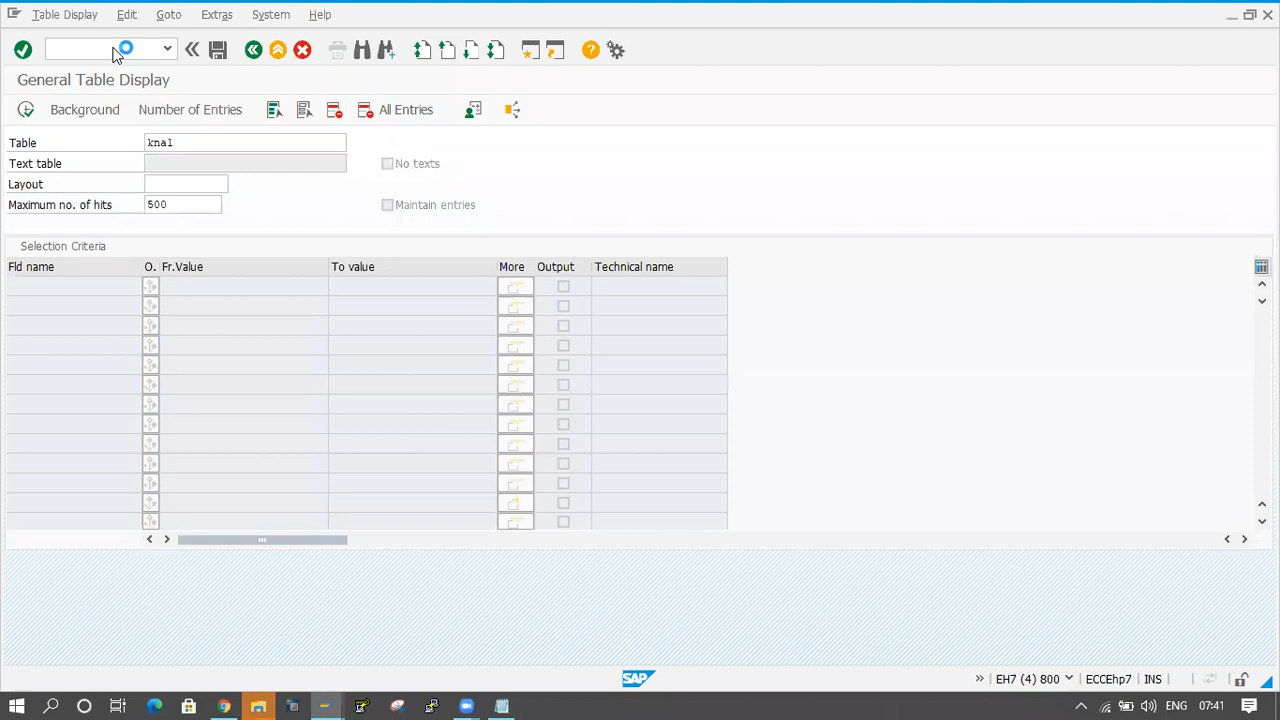 Table Display Edit Goto Extras System Help
General Table Display
Background Number of Entries All Entries
Table kna1
Text table No texts
Layout
Maximum no. of hits 500 Maintain entries
Selection Criteria
Fld name O. Fr.Value To value More Output Technical name
SAP
» EH7 (4) 800 ECCEhp7 INS
ENG 07:41